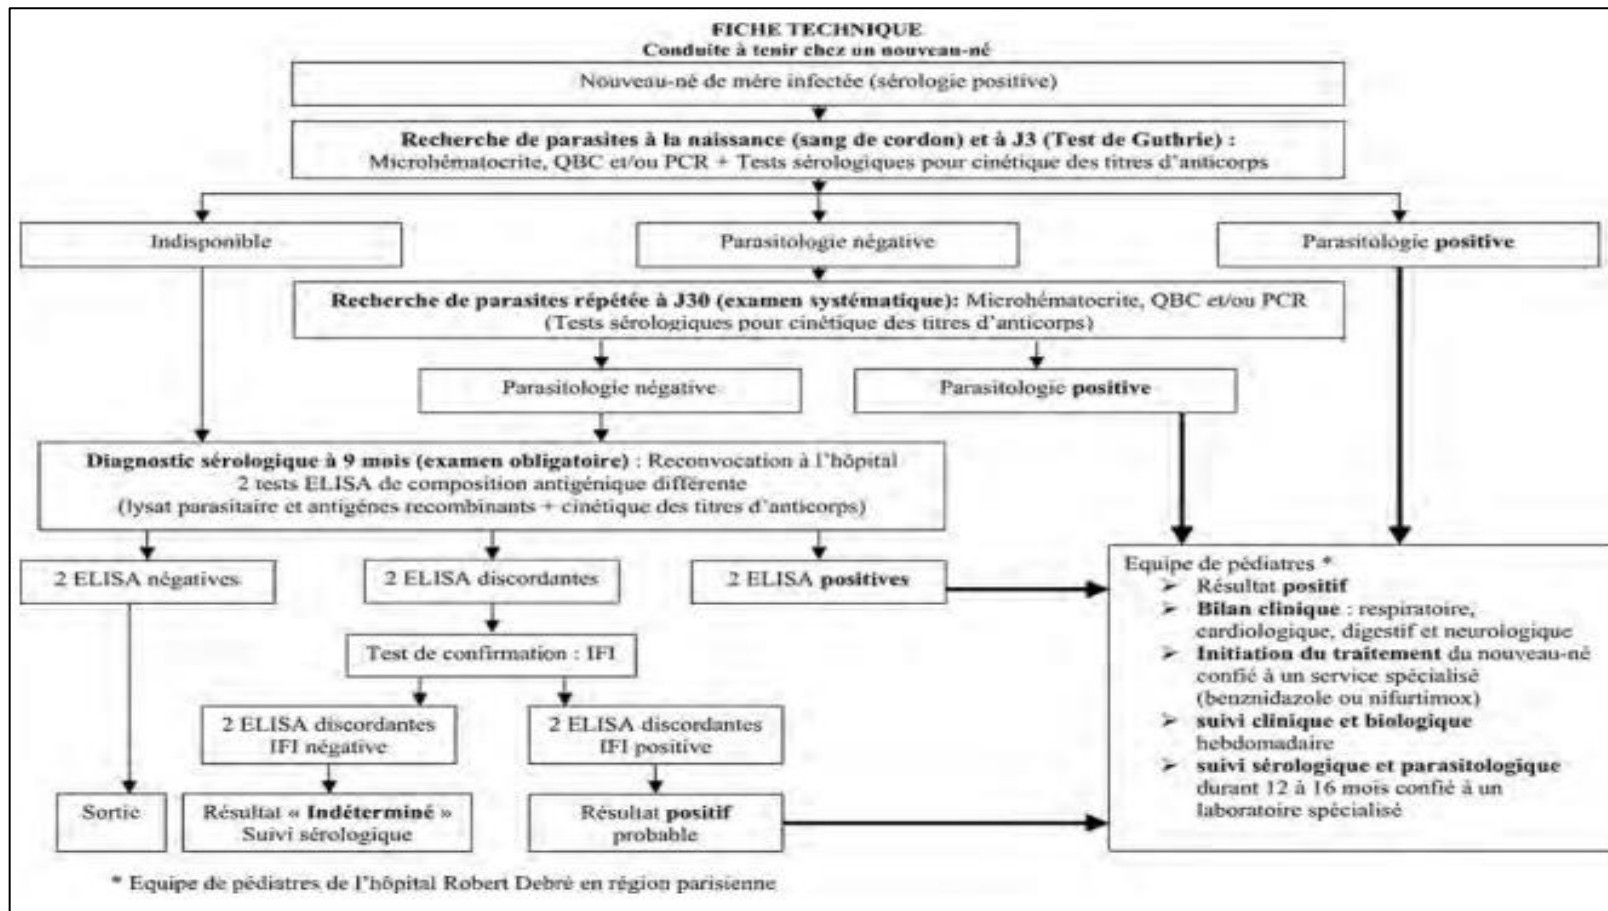 FICHE TECHNIQUE
Conduite à tenir chez un nouveau-né
Nouveau-né de mère infectée (sérologie positive)
Recherche de parasites à la naissance (sang de cordon) et à J3 (Test de Guthrie) :
Microhématocrite, QBC et/ou PCR + Tests sérologiques pour cinétique des titres d'anticorps
Indisponible
Parasitologie négative
Parasitologie positive
Recherche de parasites répétée à J30 (examen systématique): Microhématocrite, QBC et/ou PCR
(Tests sérologiques pour cinétique des titres d'anticorps)
Parasitologie négative
Parasitologie positive
Diagnostic sérologique à 9 mois (examen obligatoire) : Reconvocation à l'hôpital
2 tests ELISA de composition antigénique différente
(lysat parasitaire et antigènes recombinants + cinétique des titres d'anticorps)
2 ELISA négatives
2 ELISA discordantes
2 ELISA positives
Test de confirmation : IFI
2 ELISA discordantes
IFI négative
2 ELISA discordantes
IFI positive
Sortie
Résultat « Indéterminé »
Suivi sérologique
Résultat positif
probable
Equipe de pédiatres *
➢ Résultat positif
➢ Bilan clinique : respiratoire,
cardiologique, digestif et neurologique
➢ Initiation du traitement du nouveau-né
confié à un service spécialisé
(benznidazole ou nifurtimox)
➢ suivi clinique et biologique
hebdomadaire
➢ suivi sérologique et parasitologique
durant 12 à 16 mois confié à un
laboratoire spécialisé
* Equipe de pédiatres de l'hôpital Robert Debré en région parisienne